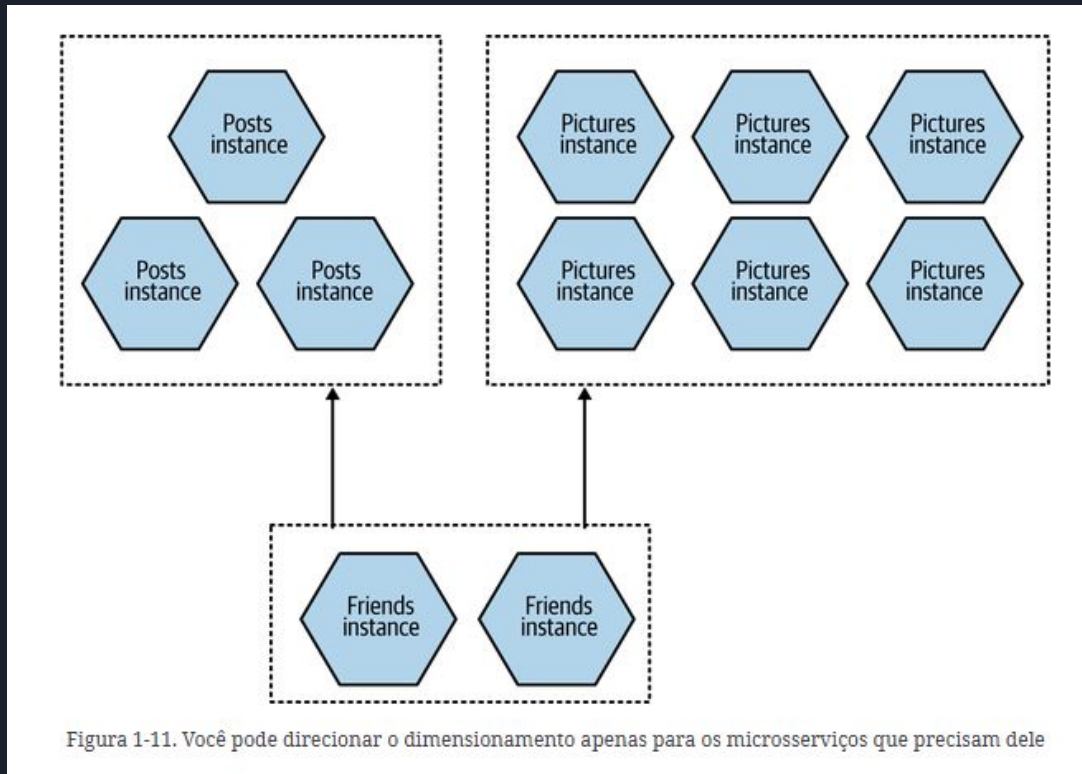 Posts
instance
Posts
instance
Posts
instance
Pictures
instance
Pictures
instance
Pictures
instance
Pictures
instance
Pictures
instance
Pictures
instance
Friends
instance
Friends
instance
Figura 1-11. Você pode direcionar o dimensionamento apenas para os microsserviços que precisam dele